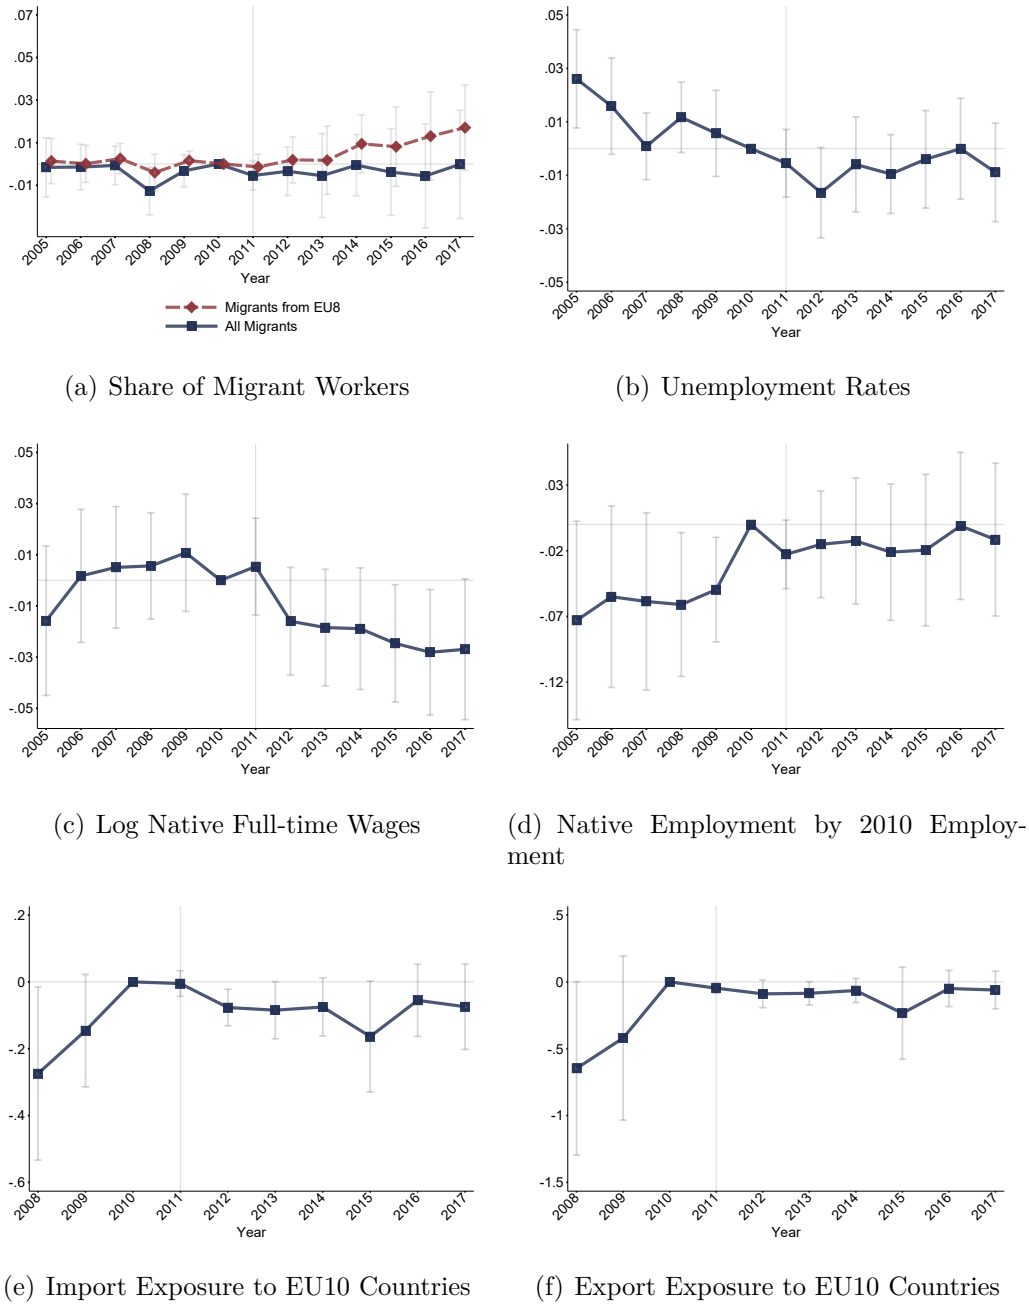 .07
.05
.03
.01
-.01
2005 2006 2007 2008 2009 2010 2011 2012 2013 2014 2015 2016 2017
Year
Migrants from EU8
All Migrants
(a) Share of Migrant Workers
.05
.03
.01
-.01
-.03
-.05
2005 2006 2007 2008 2009 2010 2011 2012 2013 2014 2015 2016 2017
Year
(b) Unemployment Rates
.05
.03
.01
-.01
-.03
-.05
2005 2006 2007 2008 2009 2010 2011 2012 2013 2014 2015 2016 2017
Year
(c) Log Native Full-time Wages
.03
-.02
-.07
-.12
2005 2006 2007 2008 2009 2010 2011 2012 2013 2014 2015 2016 2017
Year
(d) Native Employment by 2010 Employ-
ment
.2
0
-.2
-.4
-.6
2008 2009 2010 2011 2012 2013 2014 2015 2016 2017
Year
(e) Import Exposure to EU10 Countries
.5
0
-.5
-1
-1.5
2008 2009 2010 2011 2012 2013 2014 2015 2016 2017
Year
(f) Export Exposure to EU10 Countries